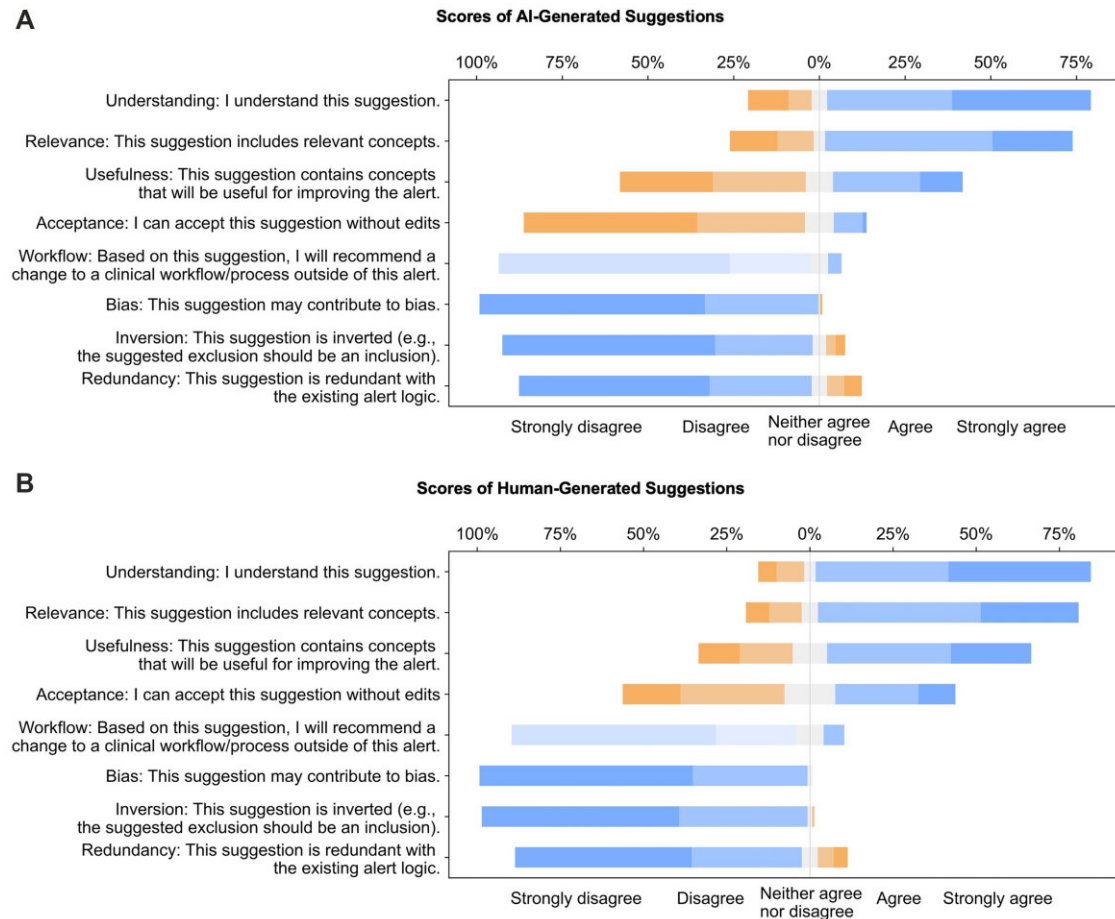 A
Scores of AI-Generated Suggestions
100% 75% 50% 25% 0% 25% 50% 75%
Understanding: I understand this suggestion.
Relevance: This suggestion includes relevant concepts.
Usefulness: This suggestion contains concepts
that will be useful for improving the alert.
Acceptance: I can accept this suggestion without edits
Workflow: Based on this suggestion, I will recommend a
change to a clinical workflow/process outside of this alert.
Bias: This suggestion may contribute to bias.
Inversion: This suggestion is inverted (e.g.,
the suggested exclusion should be an inclusion).
Redundancy: This suggestion is redundant with
the existing alert logic.
Strongly disagree Disagree Neither agree
nor disagree Agree Strongly agree
B
Scores of Human-Generated Suggestions
100% 75% 50% 25% 0% 25% 50% 75%
Understanding: I understand this suggestion.
Relevance: This suggestion includes relevant concepts.
Usefulness: This suggestion contains concepts
that will be useful for improving the alert.
Acceptance: I can accept this suggestion without edits
Workflow: Based on this suggestion, I will recommend a
change to a clinical workflow/process outside of this alert.
Bias: This suggestion may contribute to bias.
Inversion: This suggestion is inverted (e.g.,
the suggested exclusion should be an inclusion).
Redundancy: This suggestion is redundant with
the existing alert logic.
Strongly disagree Disagree Neither agree
nor disagree Agree Strongly agree